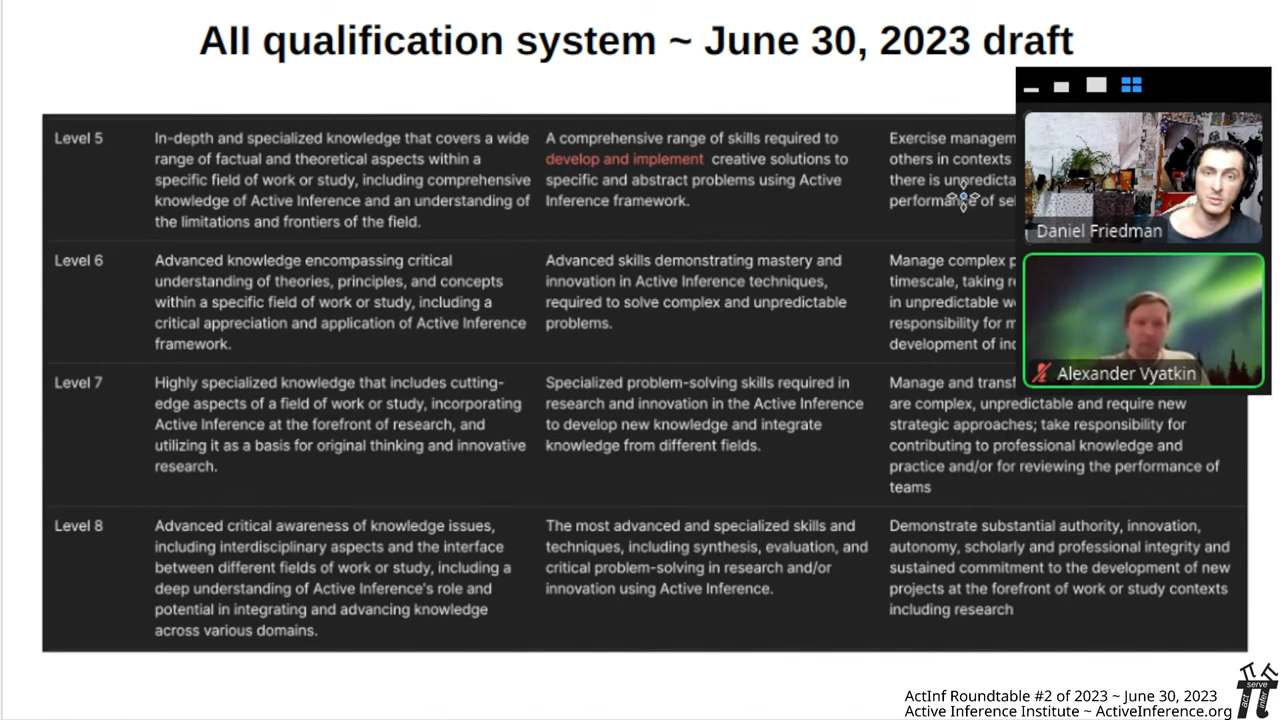 AII qualification system ~ June 30, 2023 draft
Level 5
In-depth and specialized knowledge that covers a wide
range of factual and theoretical aspects within a
specific field of work or study, including comprehensive
knowledge of Active Inference and an understanding of
the limitations and frontiers of the field.
A comprehensive range of skills required to
develop and implement creative solutions to
specific and abstract problems using Active
Inference framework.
Exercise managem
others in contexts
there is unpredicta
performance of se
Level 6
Advanced knowledge encompassing critical
understanding of theories, principles, and concepts
within a specific field of work or study, including a
critical appreciation and application of Active Inference
framework.
Advanced skills demonstrating mastery and
innovation in Active Inference techniques,
required to solve complex and unpredictable
problems.
Manage complex p
timescale, taking r
in unpredictable w
responsibility for m
development of in
Level 7
Highly specialized knowledge that includes cutting-
edge aspects of a field of work or study, incorporating
Active Inference at the forefront of research, and
utilizing it as a basis for original thinking and innovative
research.
Specialized problem-solving skills required in
research and innovation in the Active Inference
to develop new knowledge and integrate
knowledge from different fields.
Manage and transf
are complex, unpredictable and require new
strategic approaches; take responsibility for
contributing to professional knowledge and
practice and/or for reviewing the performance of
teams
Level 8
Advanced critical awareness of knowledge issues,
including interdisciplinary aspects and the interface
between different fields of work or study, including a
deep understanding of Active Inference's role and
potential in integrating and advancing knowledge
across various domains.
The most advanced and specialized skills and
techniques, including synthesis, evaluation, and
critical problem-solving in research and/or
innovation using Active Inference.
Demonstrate substantial authority, innovation,
autonomy, scholarly and professional integrity and
sustained commitment to the development of new
projects at the forefront of work or study contexts
including research
Daniel Friedman
Alexander Vyatkin
ActInf Roundtable #2 of 2023 ~ June 30, 2023
Active Inference Institute ~ ActiveInference.org
serve
act
infer